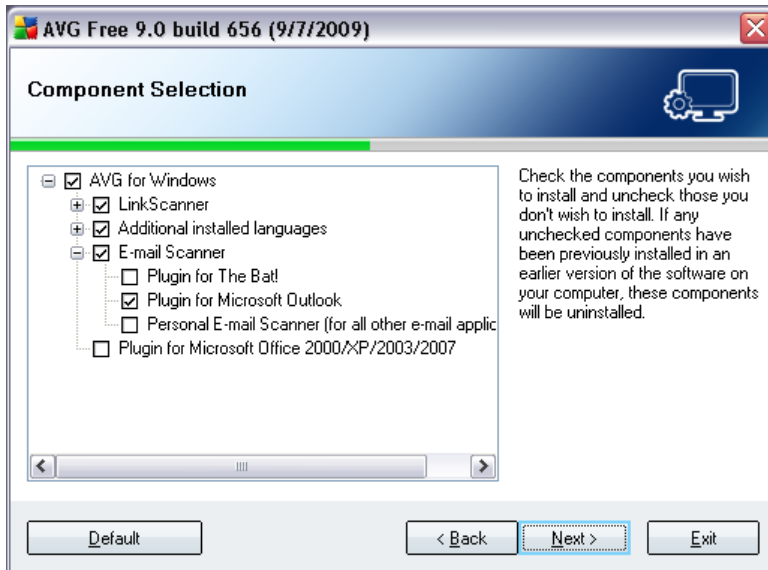 AVG Free 9.0 build 656 (9/7/2009)
Component Selection
AVG for Windows
LinkScanner
Additional installed languages
E-mail Scanner
Plugin for The Bat!
Plugin for Microsoft Outlook
Personal E-mail Scanner (for all other e-mail applic
Plugin for Microsoft Office 2000/XP/2003/2007
Check the components you wish
to install and uncheck those you
don't wish to install. If any
unchecked components have
been previously installed in an
earlier version of the software on
your computer, these components
will be uninstalled.
Default
< Back
Next >
Exit